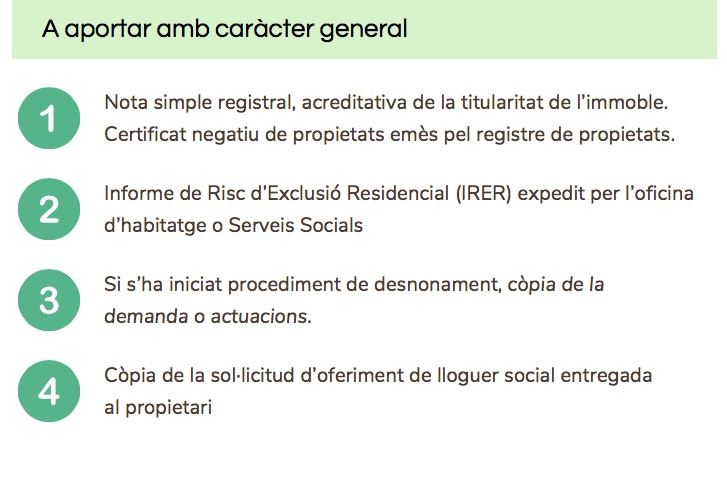 A aportar amb caràcter general
1
Nota simple registral, acreditativa de la titularitat de l'immoble.
Certificat negatiu de propietats emès pel registre de propietats.
2
Informe de Risc d'Exclusió Residencial (IRER) expedit per l'oficina
d'habitatge o Serveis Socials
3
Si s'ha iniciat procediment de desnonament, còpia de la
demanda o actuacions.
4
Còpia de la sol·licitud d'oferiment de lloguer social entregada
al propietari